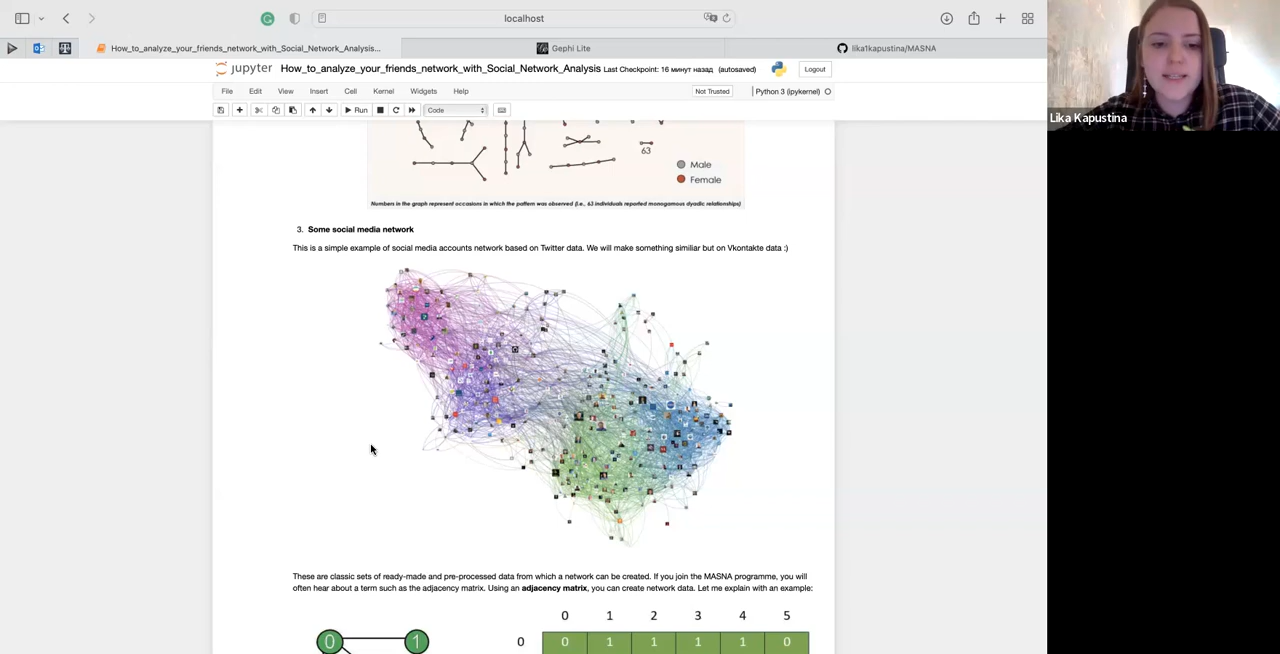 localhost
How_to_analyze_your_friends_network_with_Social_Network_Analysis...
Gephi Lite
lika1kapustina/MASNA
jupyter
How_to_analyze_your_friends_network_with_Social_Network_Analysis Last Checkpoint: 16 минут назад (autosaved)
Logout
File Edit View Insert Cell Kernel Widgets Help
Not Trusted
Python 3 (ipykernel)
Run
Code
Lika Kapustina
63
Male
Female
Numbers in the graph represent occasions in which the pattern was observed (i.e., 63 individuals reported monogamous dyadic relationships)
3. Some social media network
This is a simple example of social media accounts network based on Twitter data. We will make something similiar but on Vkontakte data :)
These are classic sets of ready-made and pre-processed data from which a network can be created. If you join the MASNA programme, you will
often hear about a term such as the adjacency matrix. Using an adjacency matrix, you can create network data. Let me explain with an example:
0 1 2 3 4 5
0 1
0 0 1 1 1 1 0